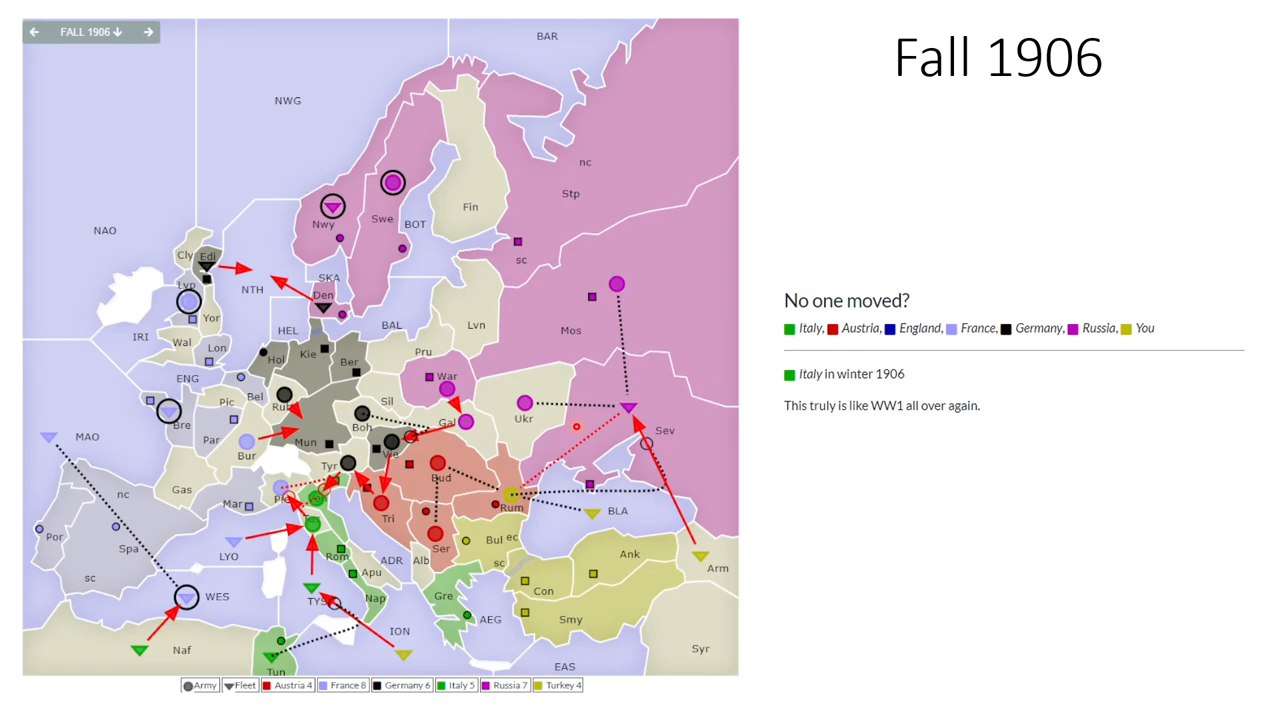 Fall 1906
FALL 1906
BAR
NWG
nc
Stp
Fin
Swe
BOT
Nwy
NAO
sc
Cly
Edi
SKA
NTH
Lvp
Den
Mos
Lvn
BAL
HEL
Yor
IRI
Wal
Lon
Hol
Kie
Ber
Pru
War
ENG
Bel
Sil
Pic
Ruh
Ukr
Gal
Boh
Sev
Bre
Par
Mun
Vie
MAO
Bur
Tyr
Bud
Gas
Pie
Ven
Rum
BLA
nc
Mar
Tus
Tri
Bul
ec
Ser
Por
Spa
LYO
Rom
ADR
Alb
sc
Ank
Arm
sc
Apu
Con
WES
TYS
Nap
Gre
AEG
Smy
ION
Naf
Syr
EAS
Tun
Army
Fleet
Austria 4
France 8
Germany 6
Italy 5
Russia 7
Turkey 4
No one moved?
Italy, Austria, England, France, Germany, Russia, You
Italy in winter 1906
This truly is like WW1 all over again.